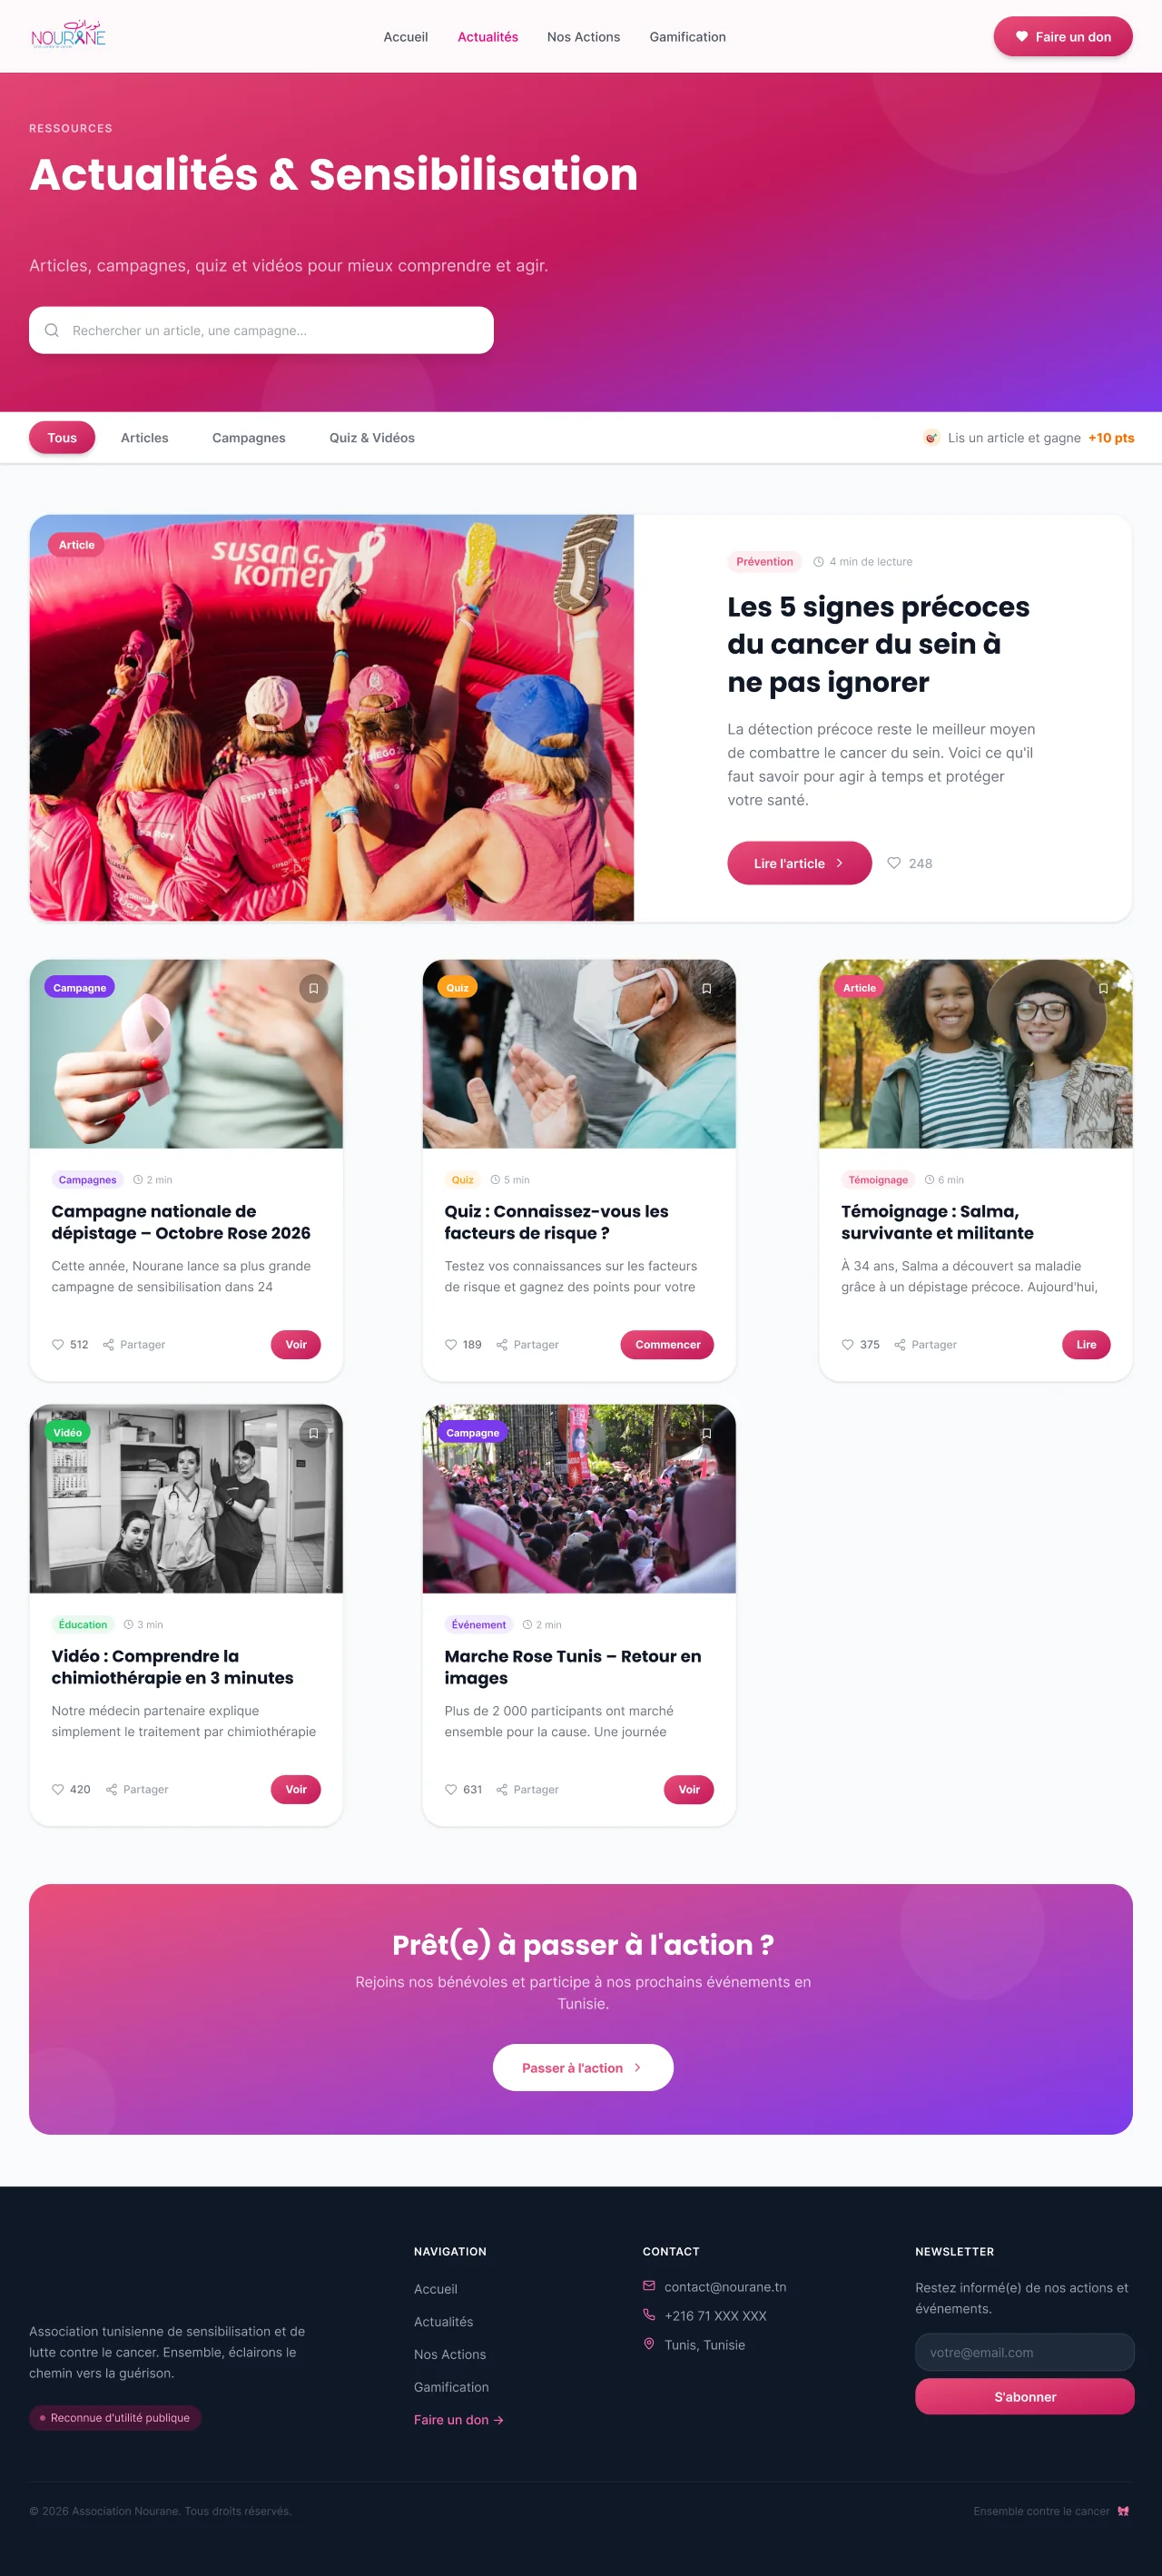 نوران	
NOURANE
Accueil
Actualités
Nos Actions
Gamification
Faire un don
RESSOURCES
Actualités & Sensibilisation
Articles, campagnes, quiz et vidéos pour mieux comprendre et agir.
Rechercher un article, une campagne...
Tous
Articles
Campagnes
Quiz & Vidéos
Lis un article et gagne +10 pts
Article
susan G.
komen
Every Step is a Story
2021
DIEGO
2022
Prévention
4 min de lecture
Les 5 signes précoces
du cancer du sein à
ne pas ignorer
La détection précoce reste le meilleur moyen
de combattre le cancer du sein. Voici ce qu'il
faut savoir pour agir à temps et protéger
votre santé.
Lire l'article
248
Campagne
Campagnes
2 min
Campagne nationale de
dépistage – Octobre Rose 2026
Cette année, Nourane lance sa plus grande
campagne de sensibilisation dans 24
512
Partager
Voir
Quiz
Quiz
5 min
Quiz : Connaissez-vous les
facteurs de risque ?
Testez vos connaissances sur les facteurs
de risque et gagnez des points pour votre
189
Partager
Commencer
Article
Témoignage
6 min
Témoignage : Salma,
survivante et militante
À 34 ans, Salma a découvert sa maladie
grâce à un dépistage précoce. Aujourd'hui,
375
Partager
Lire
Vidéo
Éducation
3 min
Vidéo : Comprendre la
chimiothérapie en 3 minutes
Notre médecin partenaire explique
simplement le traitement par chimiothérapie
420
Partager
Voir
Campagne
Événement
2 min
Marche Rose Tunis – Retour en
images
Plus de 2 000 participants ont marché
ensemble pour la cause. Une journée
631
Partager
Voir
Prêt(e) à passer à l'action ?
Rejoins nos bénévoles et participe à nos prochains événements en
Tunisie.
Passer à l'action
Association tunisienne de sensibilisation et de
lutte contre le cancer. Ensemble, éclairons le
chemin vers la guérison.
Reconnue d'utilité publique
NAVIGATION
Accueil
Actualités
Nos Actions
Gamification
Faire un don →
CONTACT
contact@nourane.tn
+216 71 XXX XXX
Tunis, Tunisie
NEWSLETTER
Restez informé(e) de nos actions et
événements.
votre@email.com
S'abonner
© 2026 Association Nourane. Tous droits réservés.
Ensemble contre le cancer